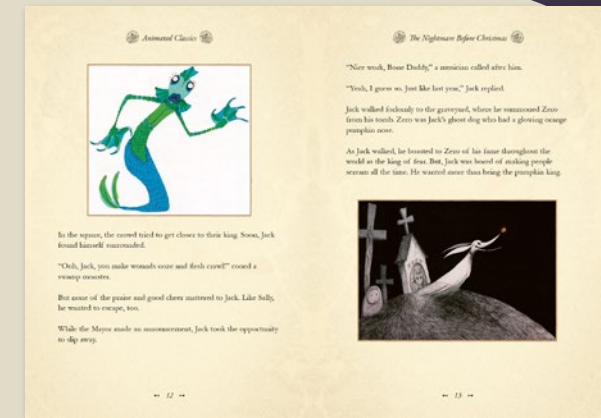 Animated Classics
In the square, the crowd tried to get closer to their king. Soon, Jack
found himself surrounded.
“Ooh, Jack, you make wounds ooze and flesh crawl!” cooed a
swamp monster.
But none of the praise and good cheer mattered to Jack. Like Sally,
he wanted to escape, too.
While the Mayor made an announcement, Jack took the opportunity
to slip away.
12
The Nightmare Before Christmas
“Nice work, Bone Daddy,” a musician called after him.
“Yeah, I guess so. Just like last year,” Jack replied.
Jack walked forlornly to the graveyard, where he summoned Zero
from his tomb. Zero was Jack’s ghost dog who had a glowing orange
pumpkin nose.
As Jack walked, he boasted to Zero of his fame throughout the
world as the king of fear. But, Jack was bored of making people
scream all the time. He wanted more than being the pumpkin king.
13